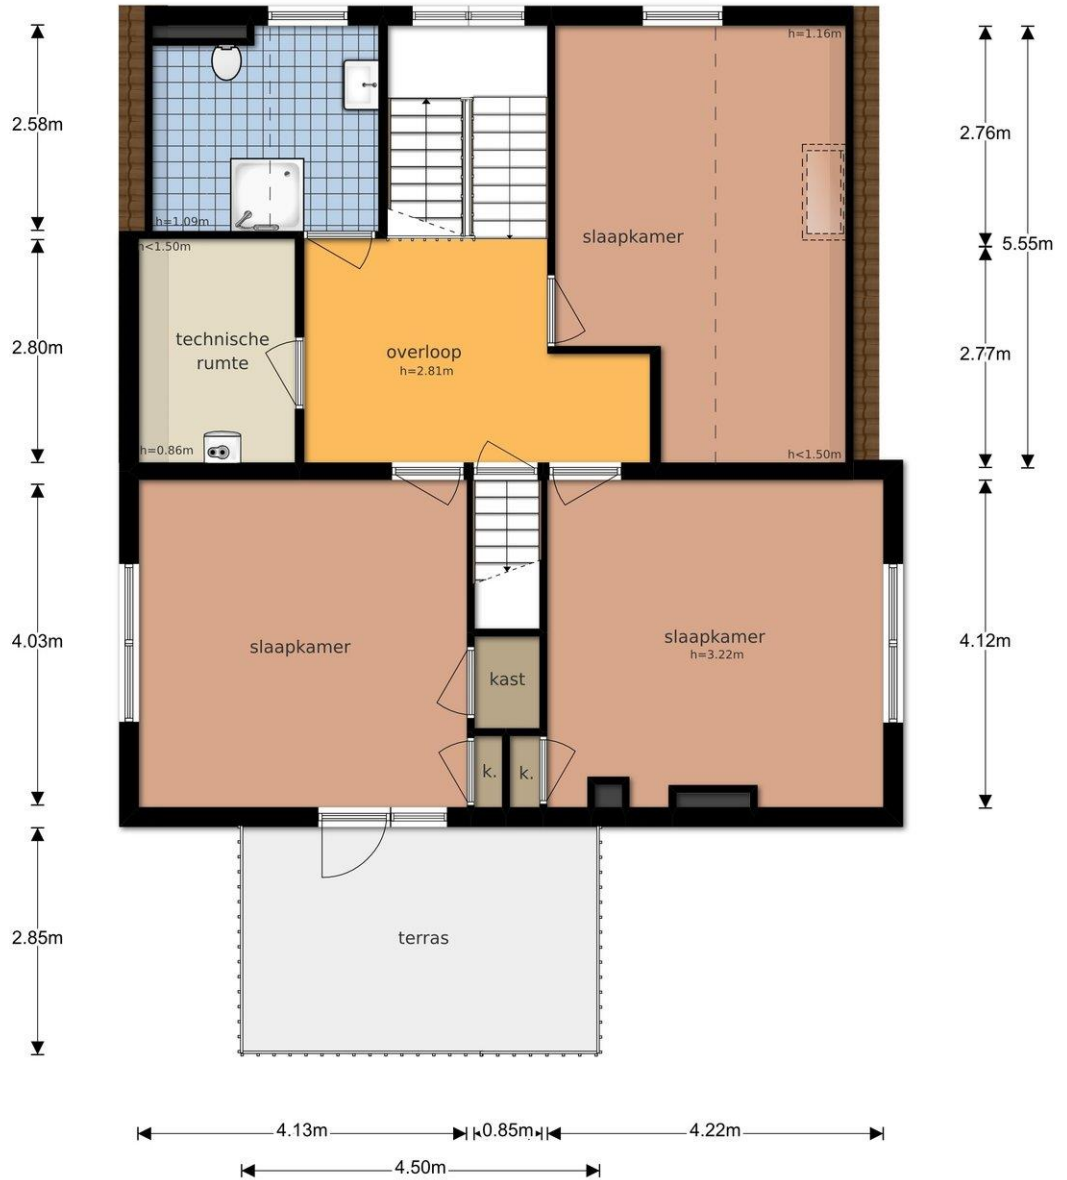 h=1.16m
2.58m
2.76m
h=1.09m
slaapkamer
h<1.50m
5.55m
technische
rumte
overloop
h=2.81m
2.80m
2.77m
h=0.86m
h<1.50m
slaapkamer
slaapkamer
h=3.22m
4.03m
4.12m
kast
k.
k.
terras
2.85m
4.13m
0.85m
4.22m
4.50m